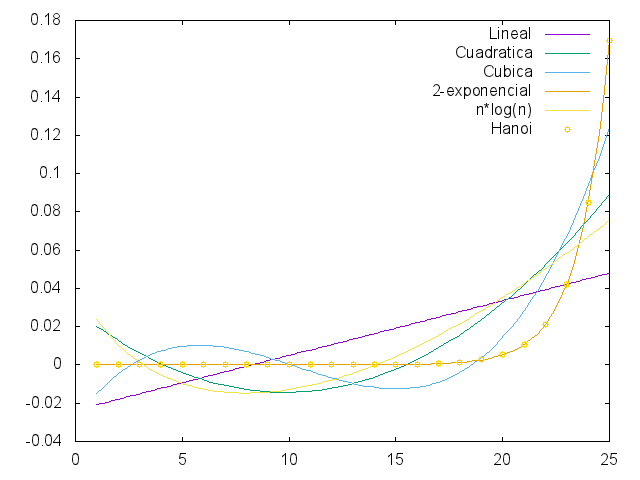 0.18
0.16
0.14
0.12
0.1
0.08
0.06
0.04
0.02
0
-0.02
-0.04
0 5 10 15 20 25
Lineal
Cuadratica
Cubica
2-exponencial
n*log(n)
Hanoi